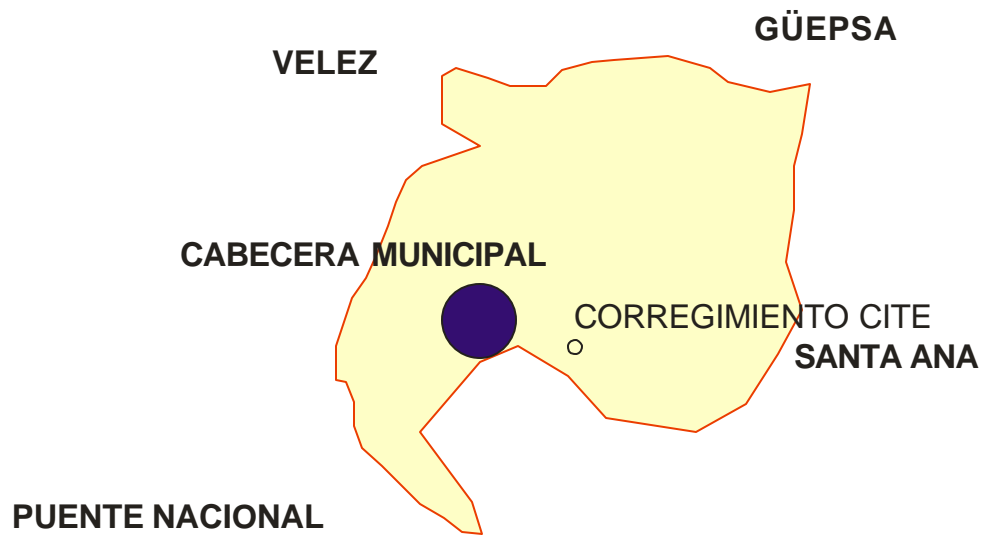 GÜEPSA
VELEZ
CABECERA MUNICIPAL
CORREGIMIENTO CITE
SANTA ANA
PUENTE NACIONAL